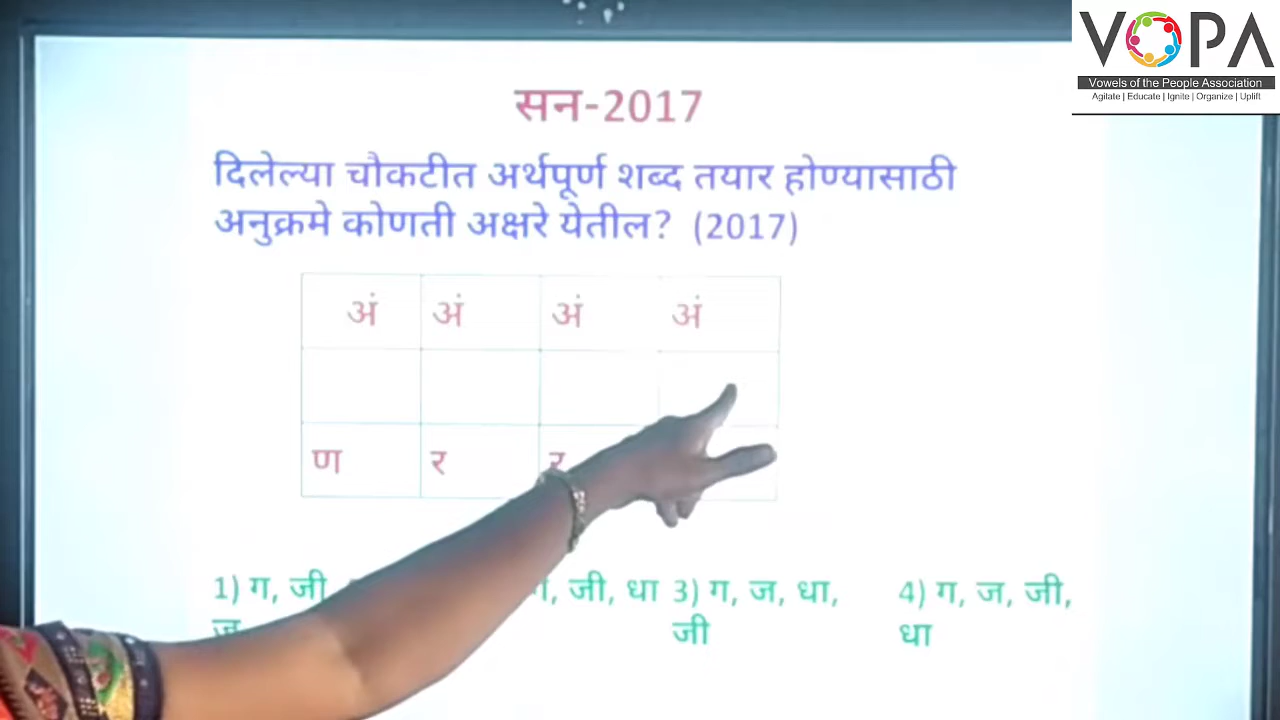 VOPA
Vowels of the People Association
Agitate | Educate | Ignite | Organize | Uplift
सन-2017
दिलेल्या चौकटीत अर्थपूर्ण शब्द तयार होण्यासाठी
अनुक्रमे कोणती अक्षरे येतील? (2017)
अं अं अं अं
ण र र
1) ग, जी जी, धा 3) ग, ज, धा, 4) ग, ज, जी,
ज जी धा